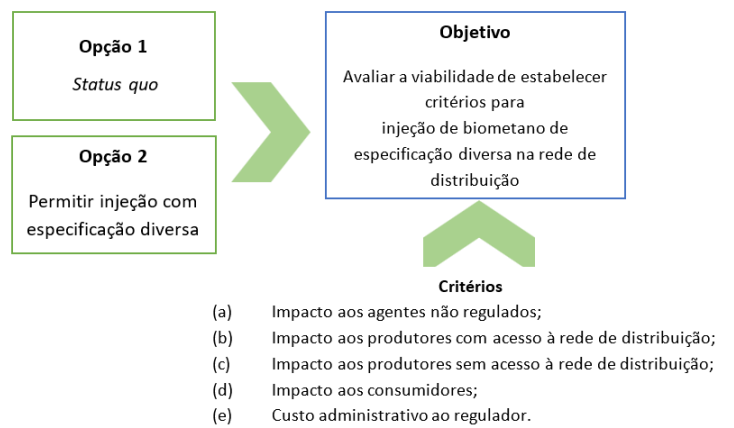 Opção 1
Status quo
Opção 2
Permitir injeção com
especificação diversa
Objetivo
Avaliar a viabilidade de estabelecer
critérios para
injeção de biometano de
especificação diversa na rede de
distribuição
Critérios
(a) Impacto aos agentes não regulados;
(b) Impacto aos produtores com acesso à rede de distribuição;
(c) Impacto aos produtores sem acesso à rede de distribuição;
(d) Impacto aos consumidores;
(e) Custo administrativo ao regulador.